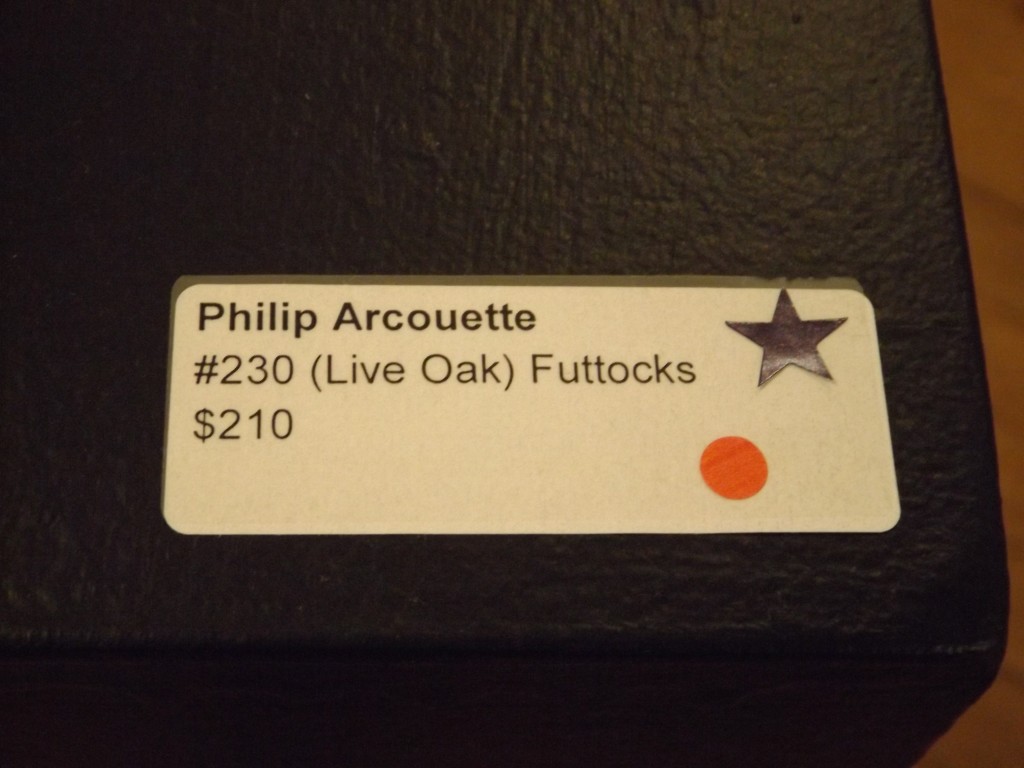 Philip Arcouette
#230 (Live Oak) Futtocks
$210